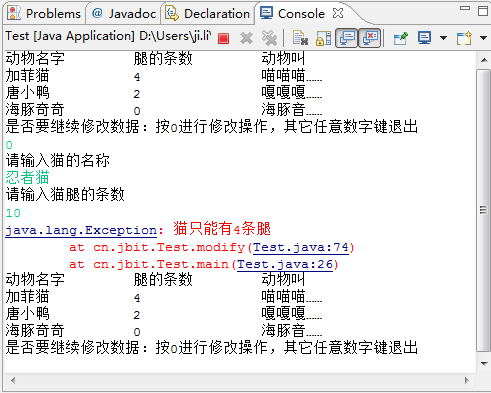 Problems @ Javadoc Declaration Console
Test [Java Application] D:\Users\ji.li\
动物名字 腿的条数 动物叫
加菲猫 4 喵喵喵……
唐小鸭 2 嘎嘎嘎……
海豚奇奇 0 海豚音……
是否要继续修改数据：按0进行修改操作，其它任意数字键退出
0
请输入猫的名称
忍者猫
请输入猫腿的条数
10
java.lang.Exception: 猫只能有4条腿
at cn.jbit.Test.modify(Test.java:74)
at cn.jbit.Test.main(Test.java:26)
动物名字 腿的条数 动物叫
加菲猫 4 喵喵喵……
唐小鸭 2 嘎嘎嘎……
海豚奇奇 0 海豚音……
是否要继续修改数据：按0进行修改操作，其它任意数字键退出